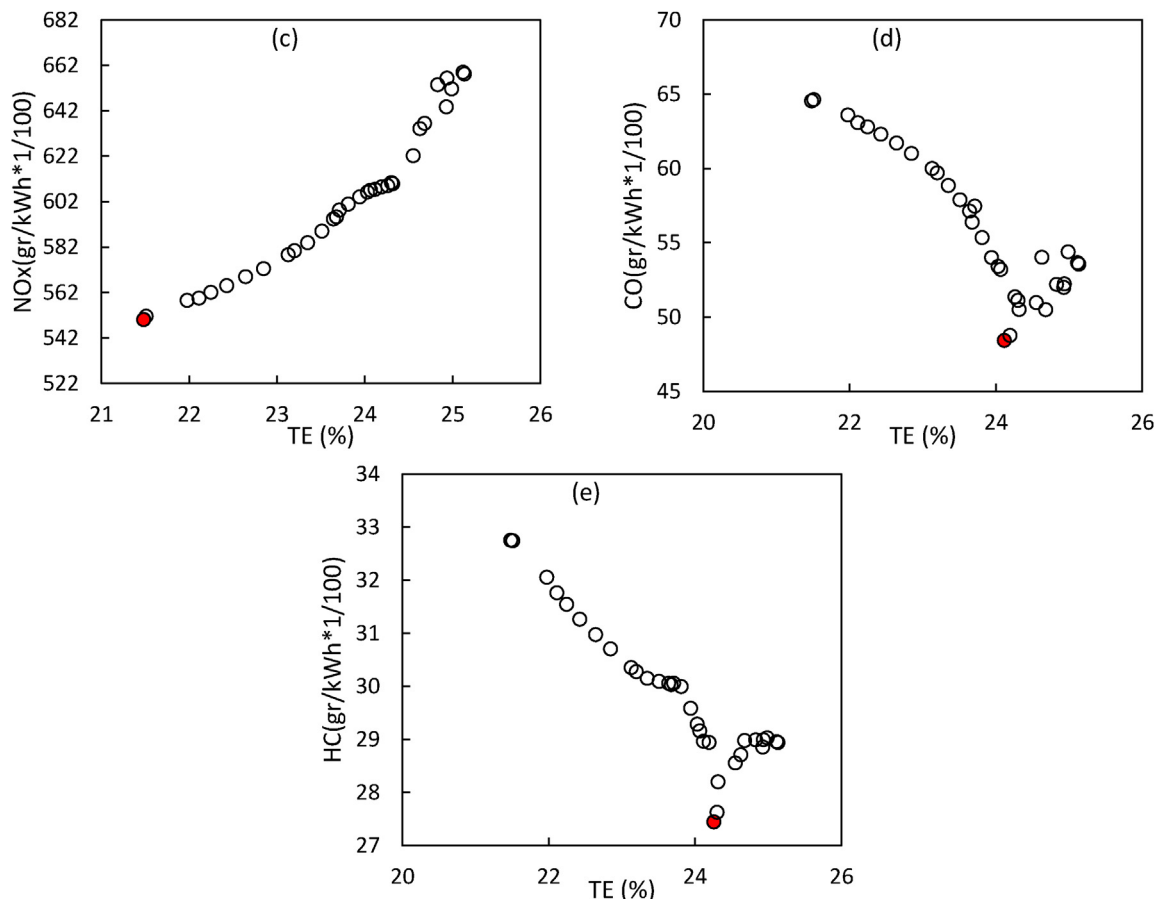 (c)
NOx(gr/kWh*1/100)
682
662
642
622
602
582
562
542
522
21 22 23 24 25 26
TE (%)
(d)
CO(gr/kWh*1/100)
70
65
60
55
50
45
20 22 24 26
TE (%)
(e)
HC(gr/kWh*1/100)
34
33
32
31
30
29
28
27
20 22 24 26
TE (%)